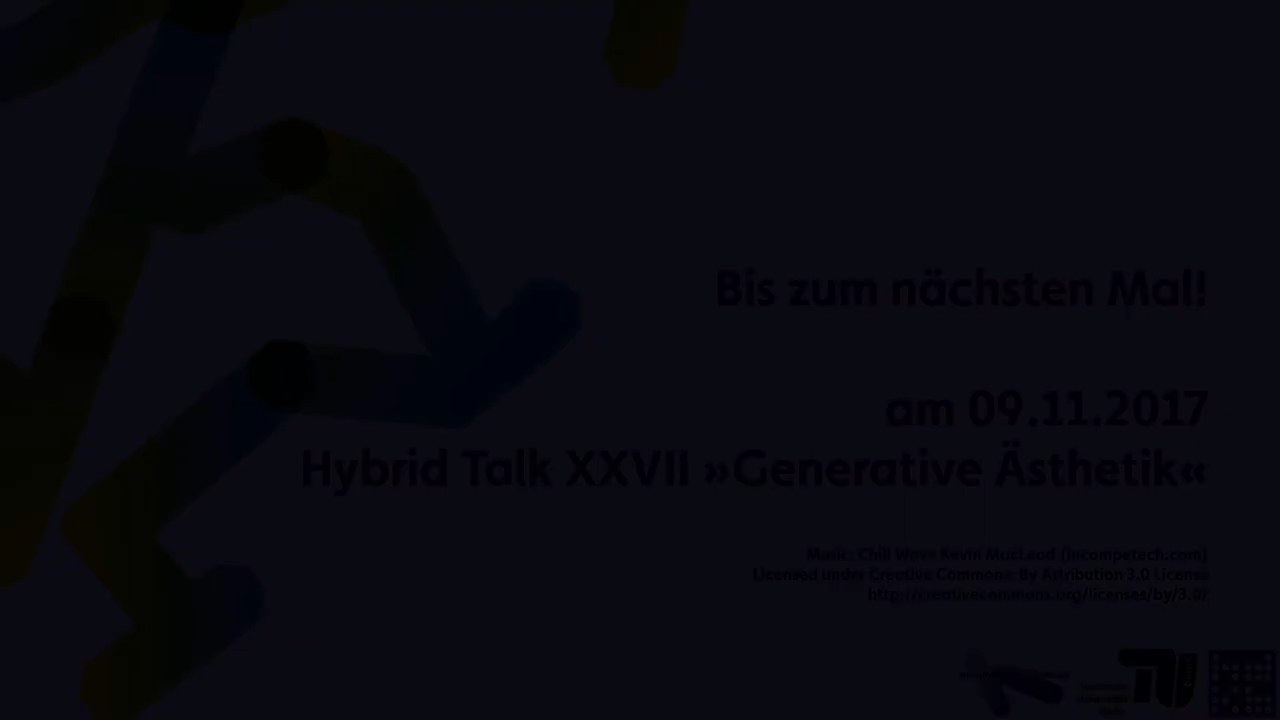 Bis zum nächsten Mal!
am 09.11.2017
Hybrid Talk XXVII »Generative Ästhetik«
Music: Chill Wave Kevin MacLeod (incompetech.com)
Licensed under Creative Commons: By Attribution 3.0 License
http://creativecommons.org/licenses/by/3.0/